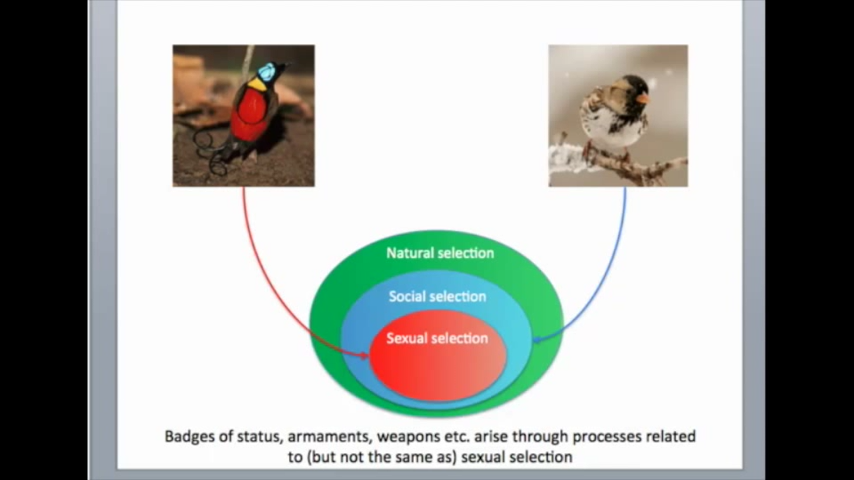 Natural selection
Social selection
Sexual selection
Badges of status, armaments, weapons etc. arise through processes related
to (but not the same as) sexual selection